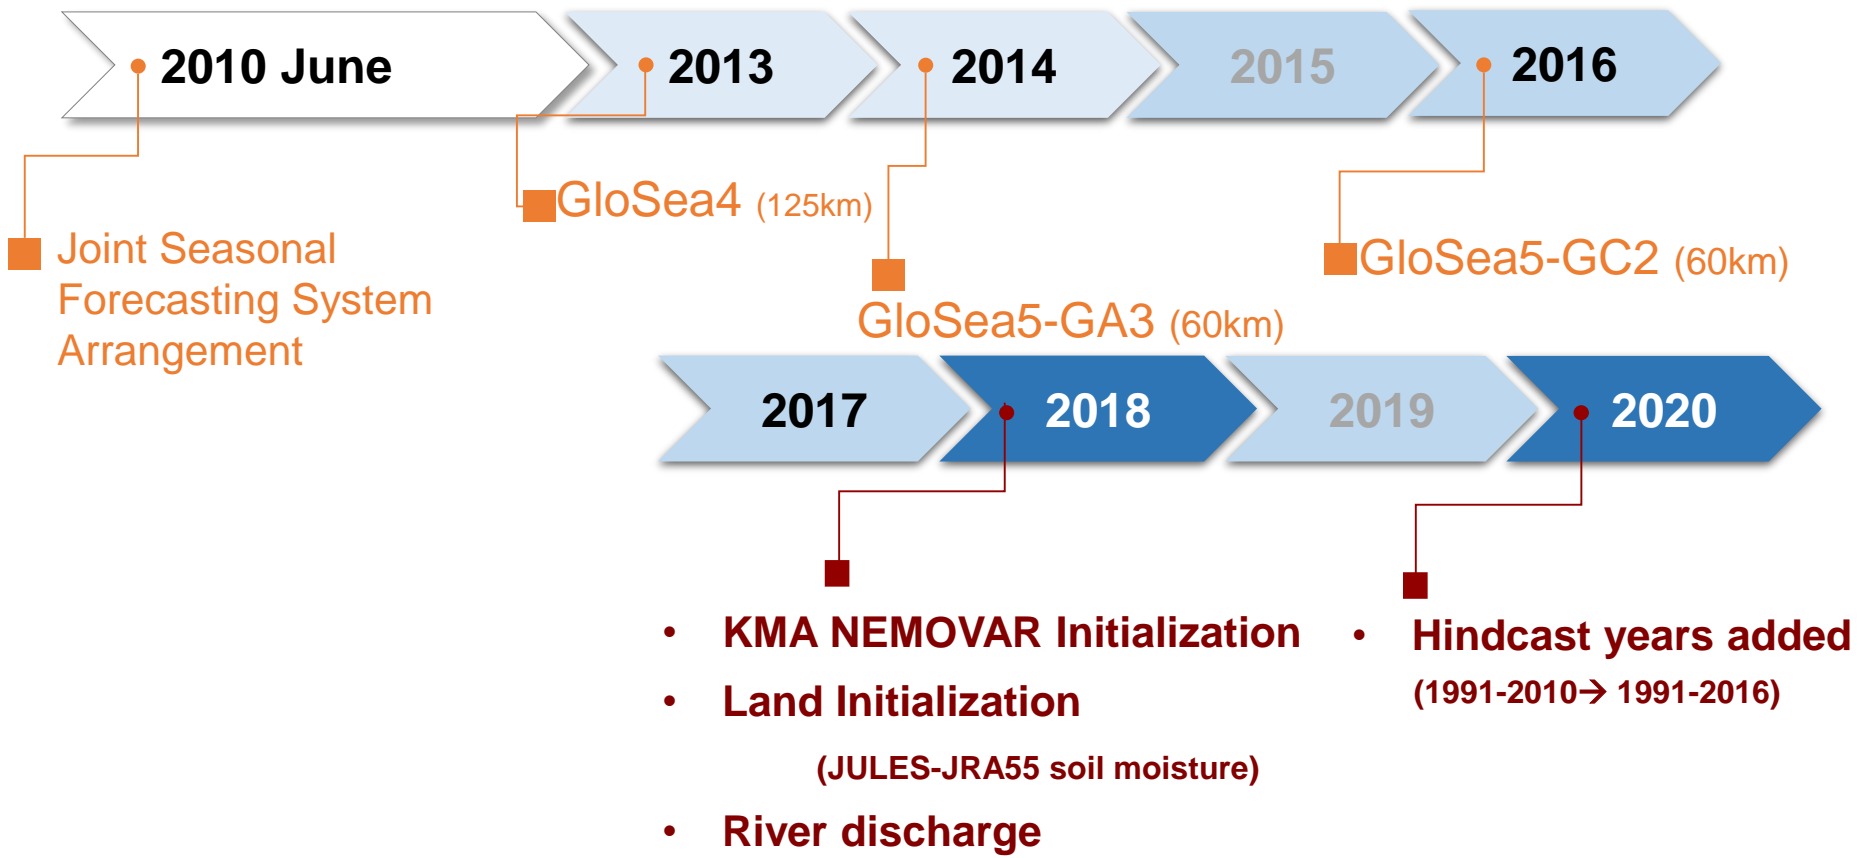 2010 June
2013
2014
2015
2016
Joint Seasonal
Forecasting System
Arrangement
GloSea4 (125km)
GloSea5-GA3 (60km)
GloSea5-GC2 (60km)
2017
2018
2019
2020
• KMA NEMOVAR Initialization
• Land Initialization
(JULES-JRA55 soil moisture)
• River discharge
• Hindcast years added
(1991-2010→ 1991-2016)